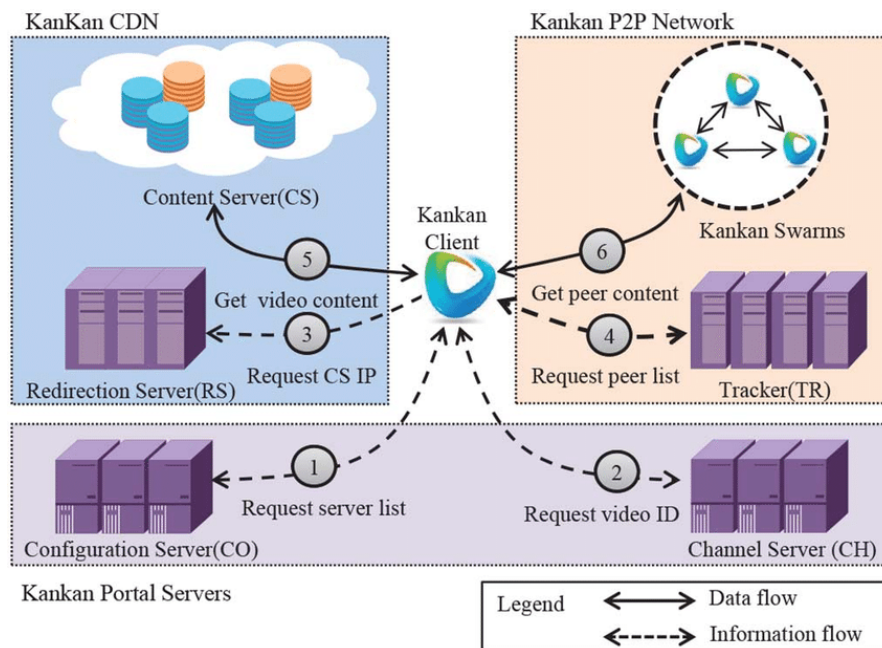 KanKan CDN
Kankan P2P Network
Content Server(CS)
Kankan
Client
Kankan Swarms
5
6
Get video content
Get peer content
3
4
Request CS IP
Request peer list
Redirection Server(RS)
Tracker(TR)
1
2
Request server list
Request video ID
Configuration Server(CO)
Channel Server (CH)
Kankan Portal Servers
Legend
Data flow
Information flow